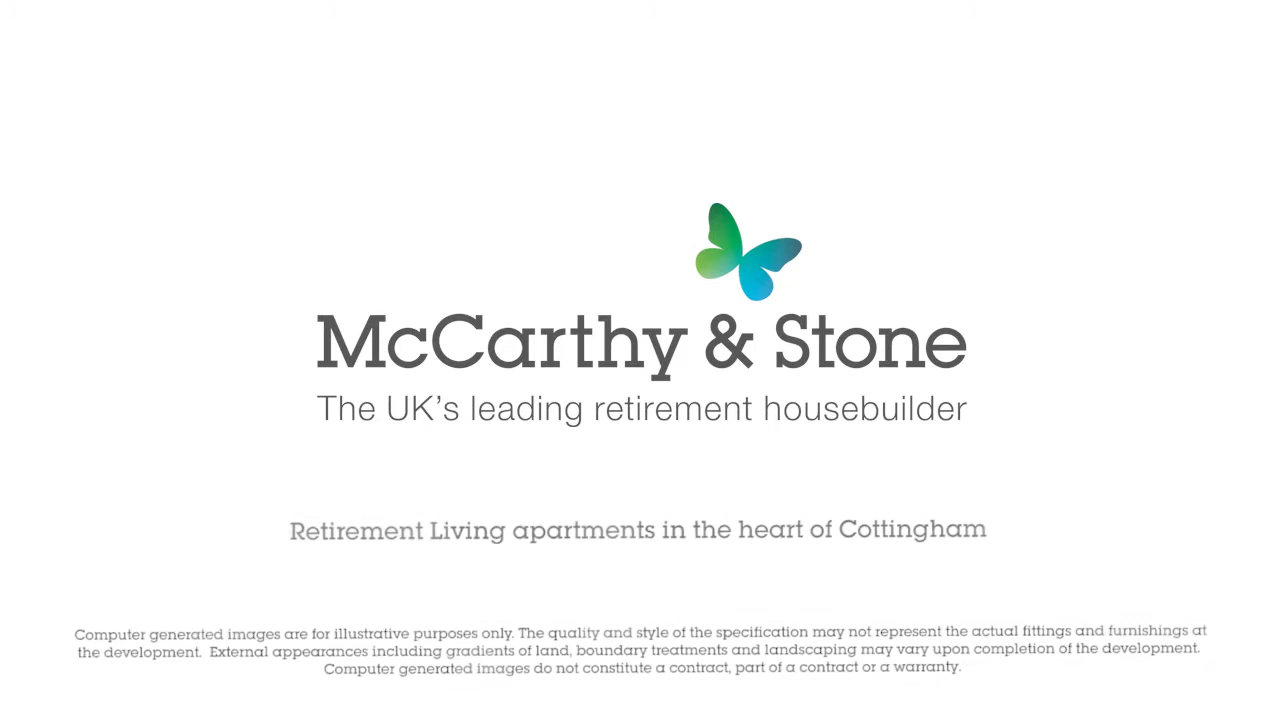 McCarthy & Stone
The UK's leading retirement housebuilder
Retirement Living apartments in the heart of Cottingham
Computer generated images are for illustrative purposes only. The quality and style of the specification may not represent the actual fittings and furnishings at
the development.  External appearances including gradients of land, boundary treatments and landscaping may vary upon completion of the development.
Computer generated images do not constitute a contract, part of a contract or a warranty.